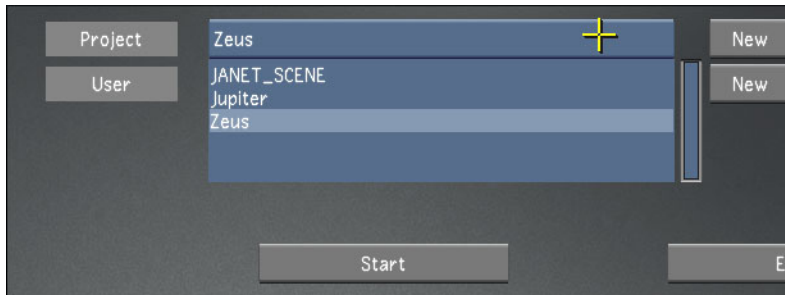 Project Zeus New
User JANET_SCENE New
Jupiter
Zeus
Start